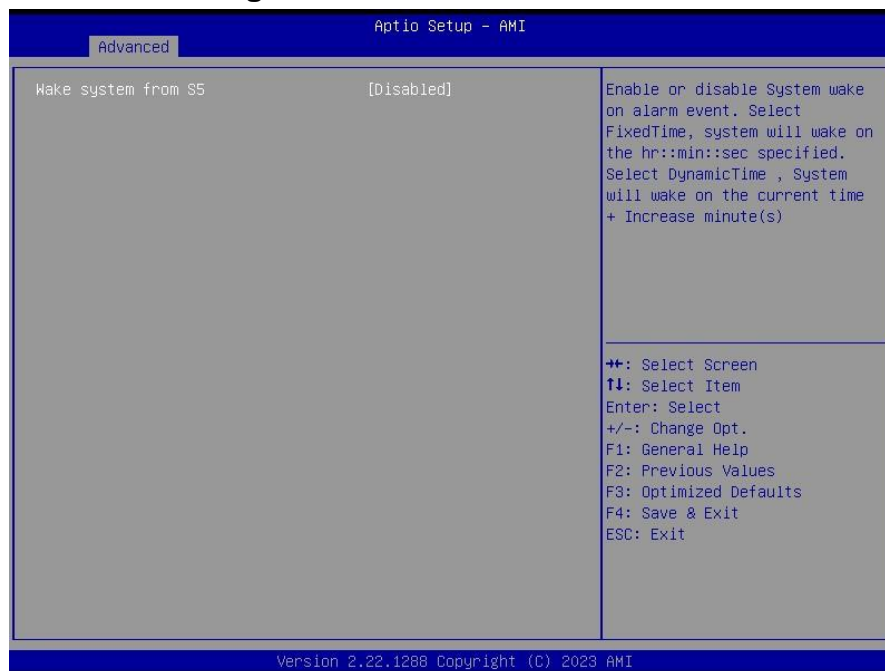 Aptio Setup – AMI
Advanced
Wake system from S5 [Disabled]
Enable or disable System wake
on alarm event. Select
FixedTime, system will wake on
the hr::min::sec specified.
Select DynamicTime , System
will wake on the current time
+ Increase minute(s)
→←: Select Screen
↑↓: Select Item
Enter: Select
+/-: Change Opt.
F1: General Help
F2: Previous Values
F3: Optimized Defaults
F4: Save & Exit
ESC: Exit
Version 2.22.1288 Copyright (C) 2023 AMI